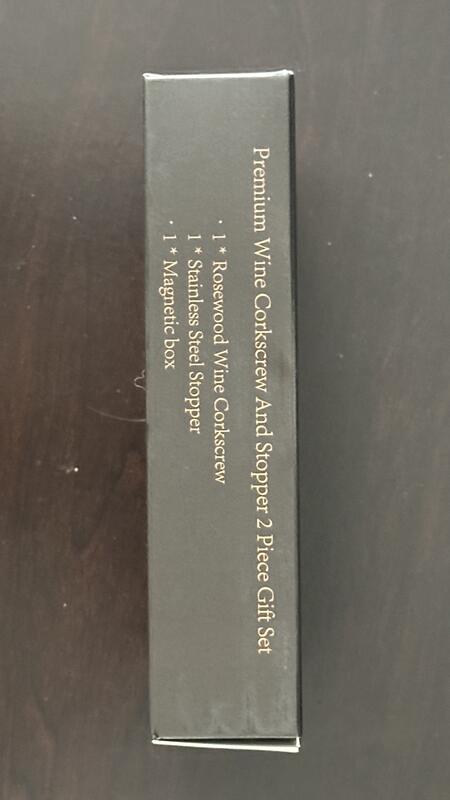 Premium Wine Corkscrew And Stopper 2 Piece Gift Set
· 1 * Rosewood Wine Corkscrew
1 * Stainless Steel Stopper
· 1 * Magnetic box